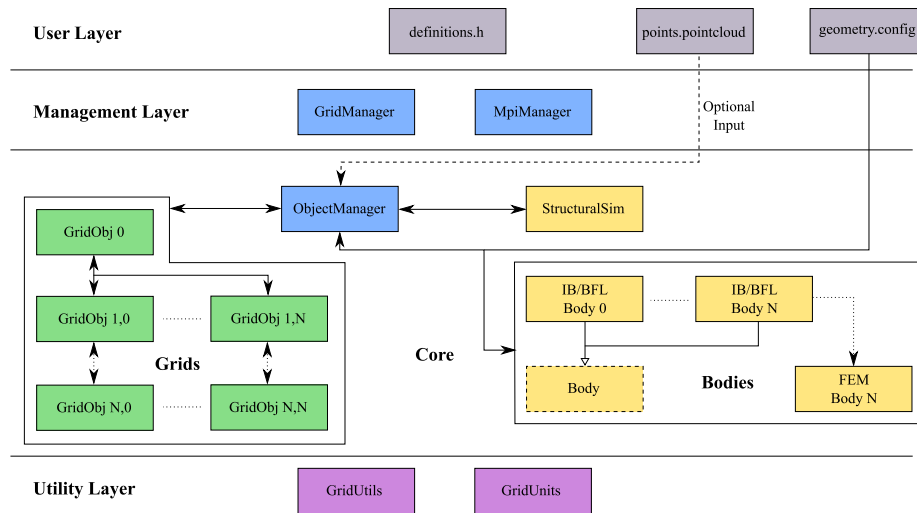 User Layer
definitions.h
points.pointcloud
geometry.config
Management Layer
GridManager
MpiManager
Optional
Input
ObjectManager
StructuralSim
GridObj 0
GridObj 1,0
GridObj 1,N
Grids
GridObj N,0
GridObj N,N
Core
IB/BFL
Body 0
IB/BFL
Body N
Body
Bodies
FEM
Body N
Utility Layer
GridUtils
GridUnits